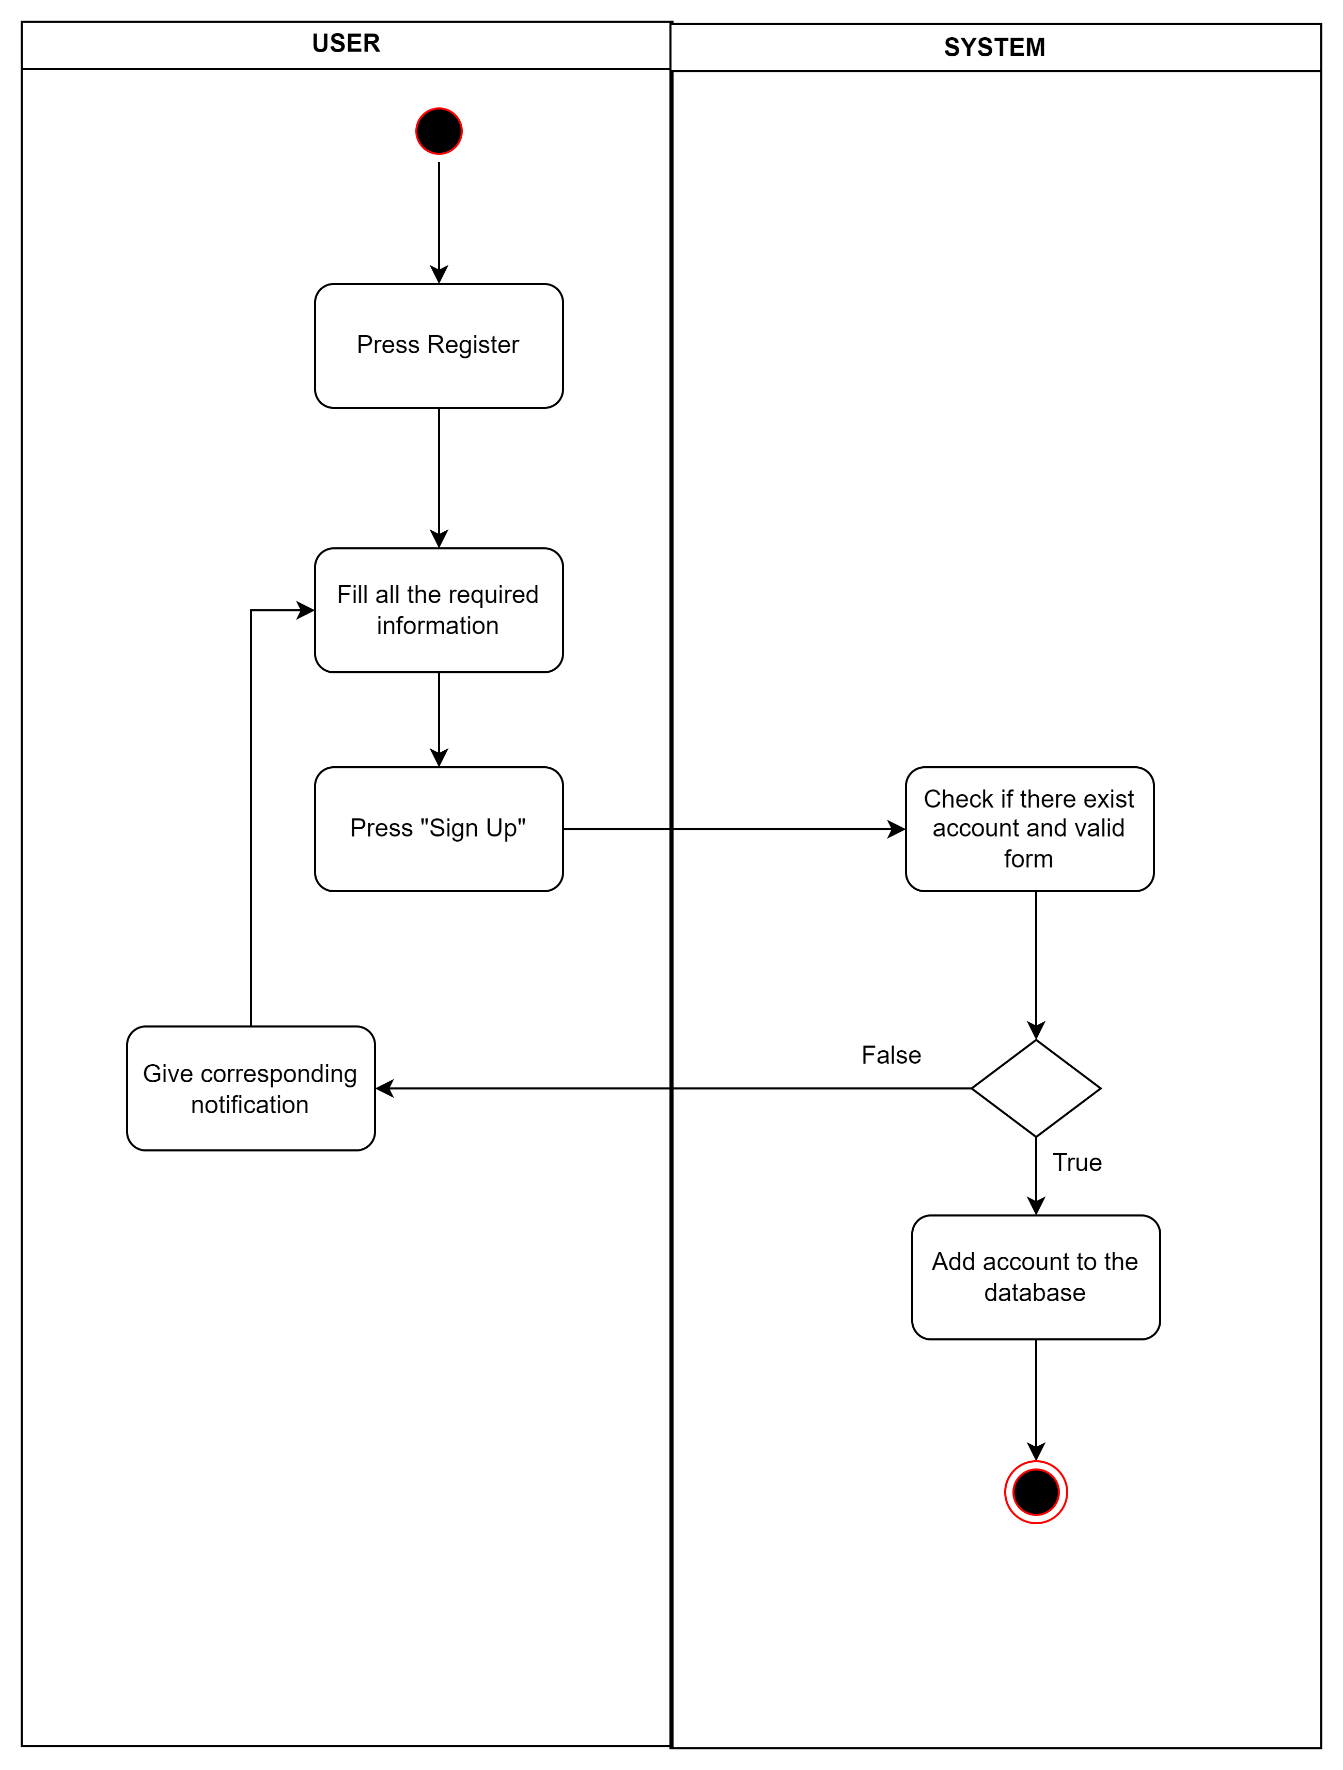 USER
SYSTEM
Press Register
Fill all the required
information
Press "Sign Up"
Check if there exist
account and valid
form
False
Give corresponding
notification
True
Add account to the
database